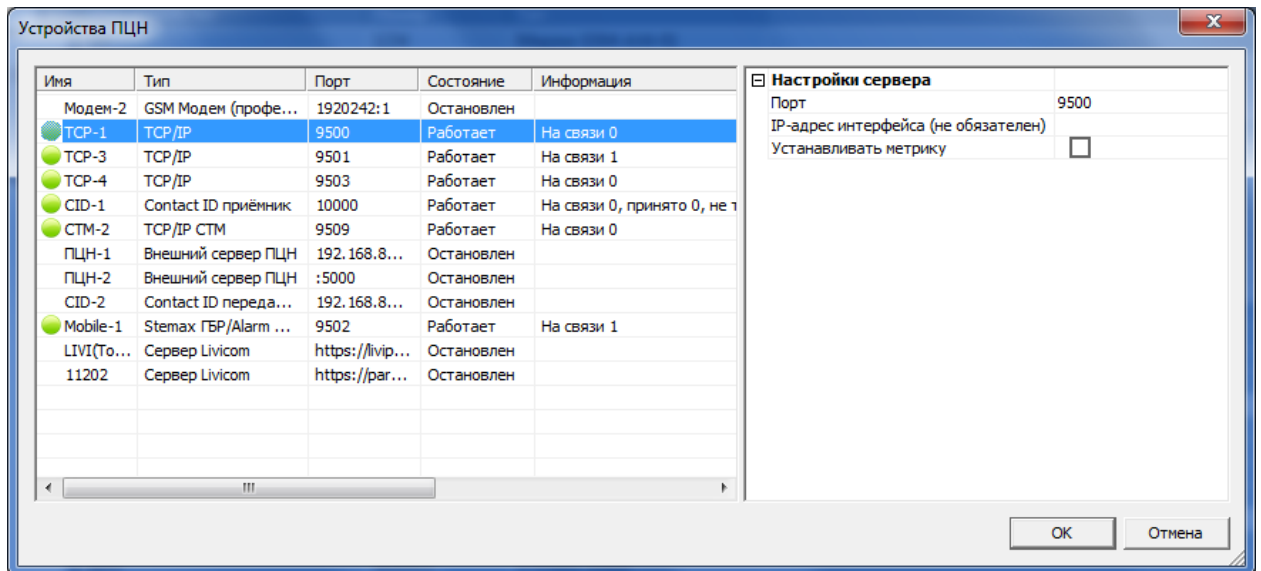 Устройства ПЦН
Имя Тип Порт Состояние Информация
Модем-2 GSM Модем (профе... 1920242:1 Остановлен
TCP-1 TCP/IP 9500 Работает На связи 0
TCP-3 TCP/IP 9501 Работает На связи 1
TCP-4 TCP/IP 9503 Работает На связи 0
CID-1 Contact ID приёмник 10000 Работает На связи 0, принято 0, не т
СТМ-2 TCP/IP СТМ 9509 Работает На связи 0
ПЦН-1 Внешний сервер ПЦН 192.168.8... Остановлен
ПЦН-2 Внешний сервер ПЦН :5000 Остановлен
CID-2 Contact ID переда... 192.168.8... Остановлен
Mobile-1 Stemax ГБР/Alarm ... 9502 Работает На связи 1
LIVI(To... Сервер Livicom https://livip... Остановлен
11202 Сервер Livicom https://par... Остановлен
Настройки сервера
Порт 9500
IP-адрес интерфейса (не обязателен)
Устанавливать метрику
OK Отмена